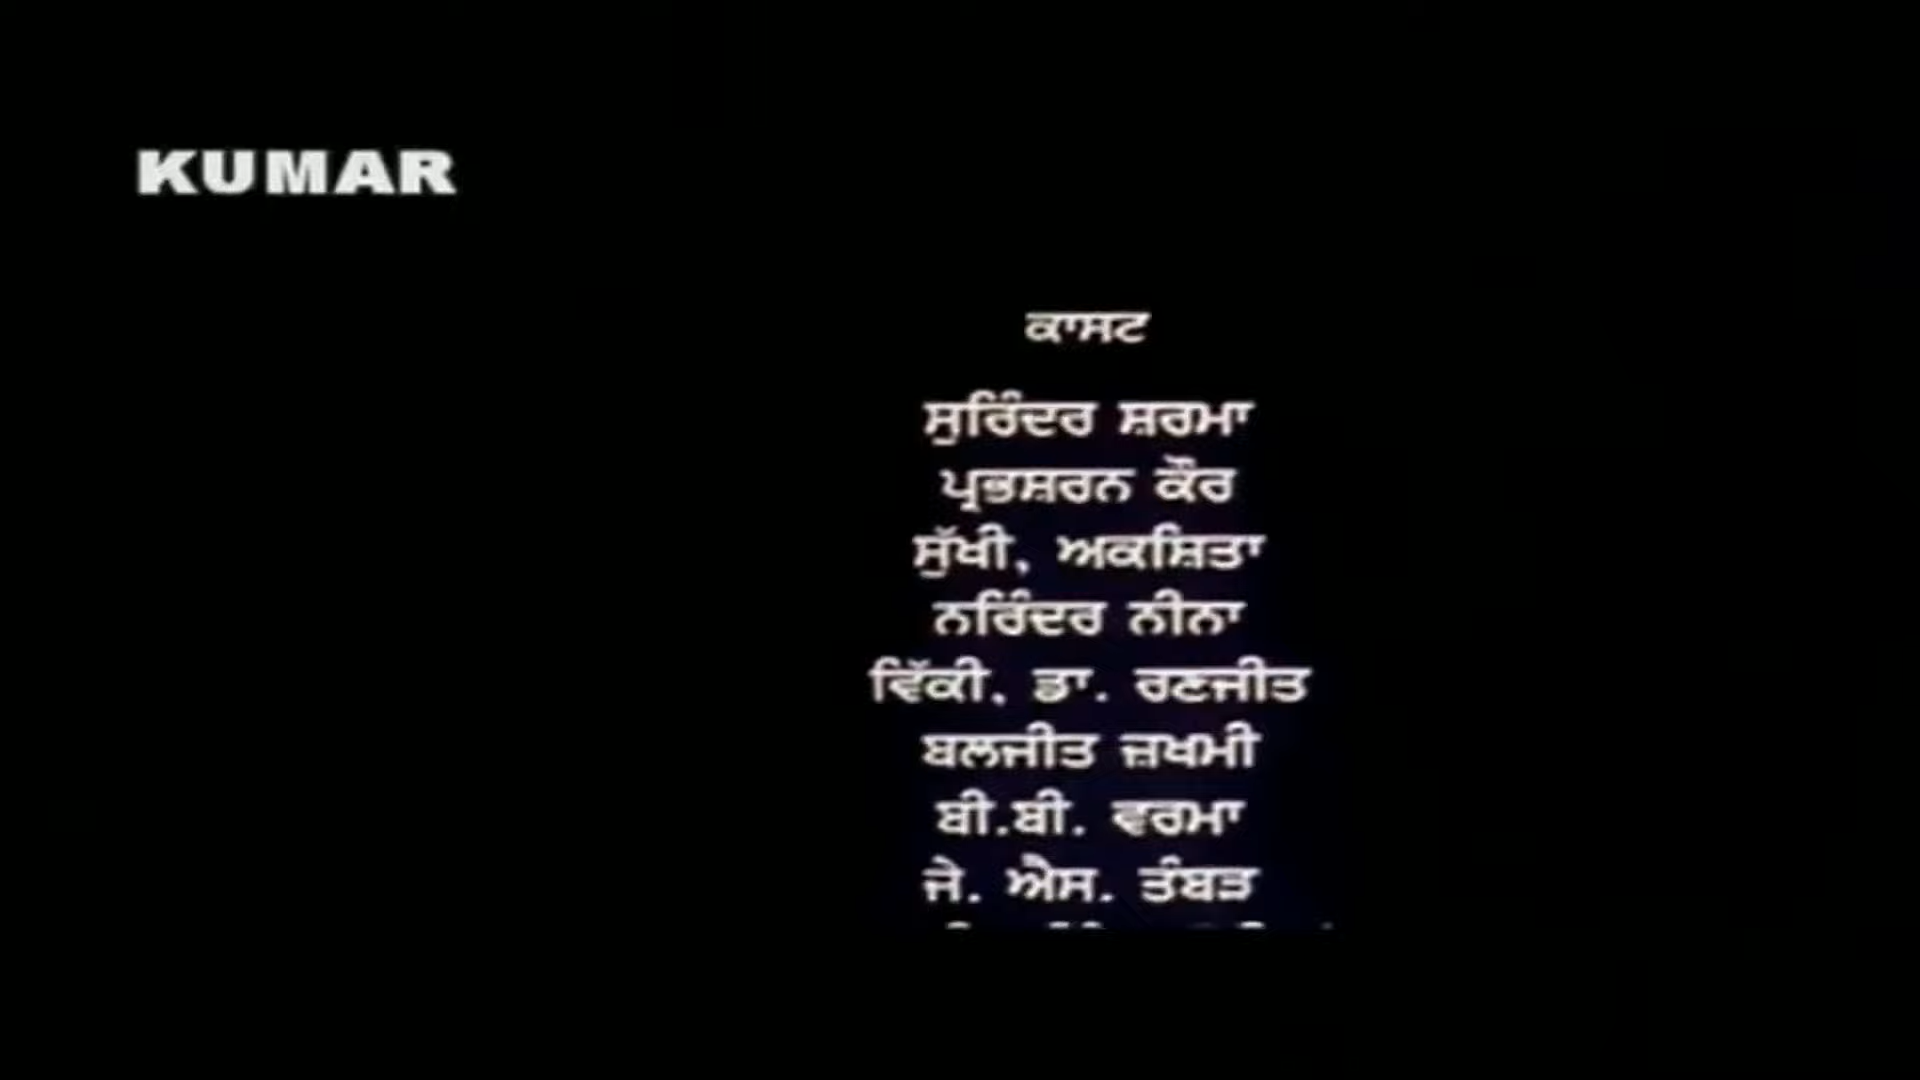 KUMAR
ਕਾਸਟ
ਸੁਰਿੰਦਰ ਸ਼ਰਮਾ
ਪ੍ਰਭਸ਼ਰਨ ਕੌਰ
ਸੁੱਖੀ, ਅਕਸ਼ਿਤਾ
ਨਰਿੰਦਰ ਨੀਨਾ
ਵਿੱਕੀ, ਡਾ. ਰਣਜੀਤ
ਬਲਜੀਤ ਜ਼ਖਮੀ
ਬੀ.ਬੀ. ਵਰਮਾ
ਜੇ. ਐਸ. ਤੰਬੜ